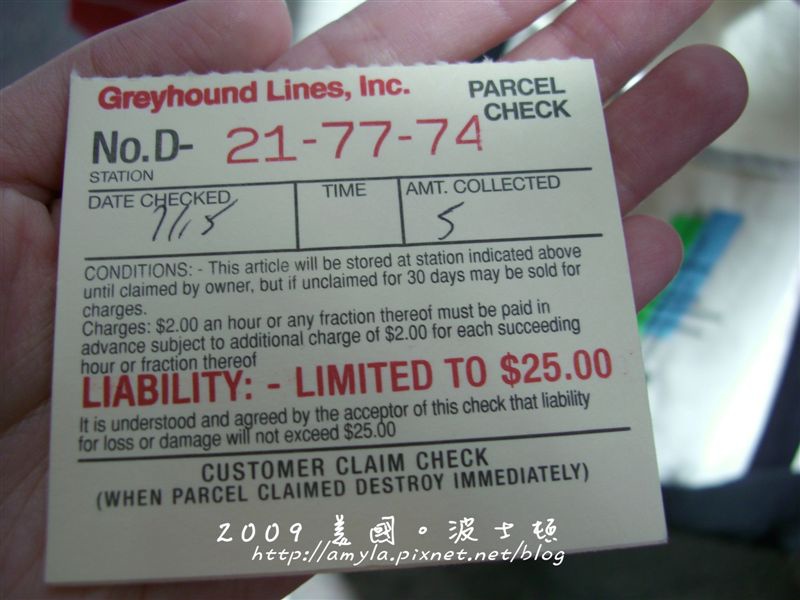 Greyhound Lines, Inc.
PARCEL CHECK
No.D- 21-77-74
STATION
DATE CHECKED TIME AMT. COLLECTED
7/15 5
CONDITIONS: - This article will be stored at station indicated above
until claimed by owner, but if unclaimed for 30 days may be sold for
charges.
Charges: $2.00 an hour or any fraction thereof must be paid in
advance subject to additional charge of $2.00 for each succeeding
hour or fraction thereof
LIABILITY: - LIMITED TO $25.00
It is understood and agreed by the acceptor of this check that liability
for loss or damage will not exceed $25.00
CUSTOMER CLAIM CHECK
(WHEN PARCEL CLAIMED DESTROY IMMEDIATELY)
2009 美國。波士頓
http://amyla.pixnet.net/blog